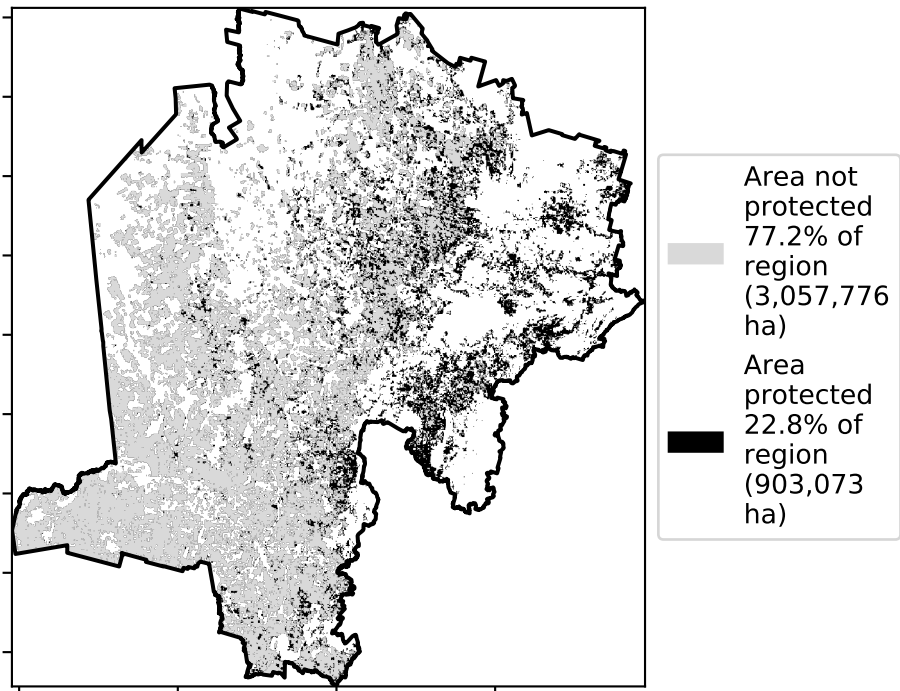 Area not
protected
77.2% of
region
(3,057,776
ha)
Area
protected
22.8% of
region
(903,073
ha)